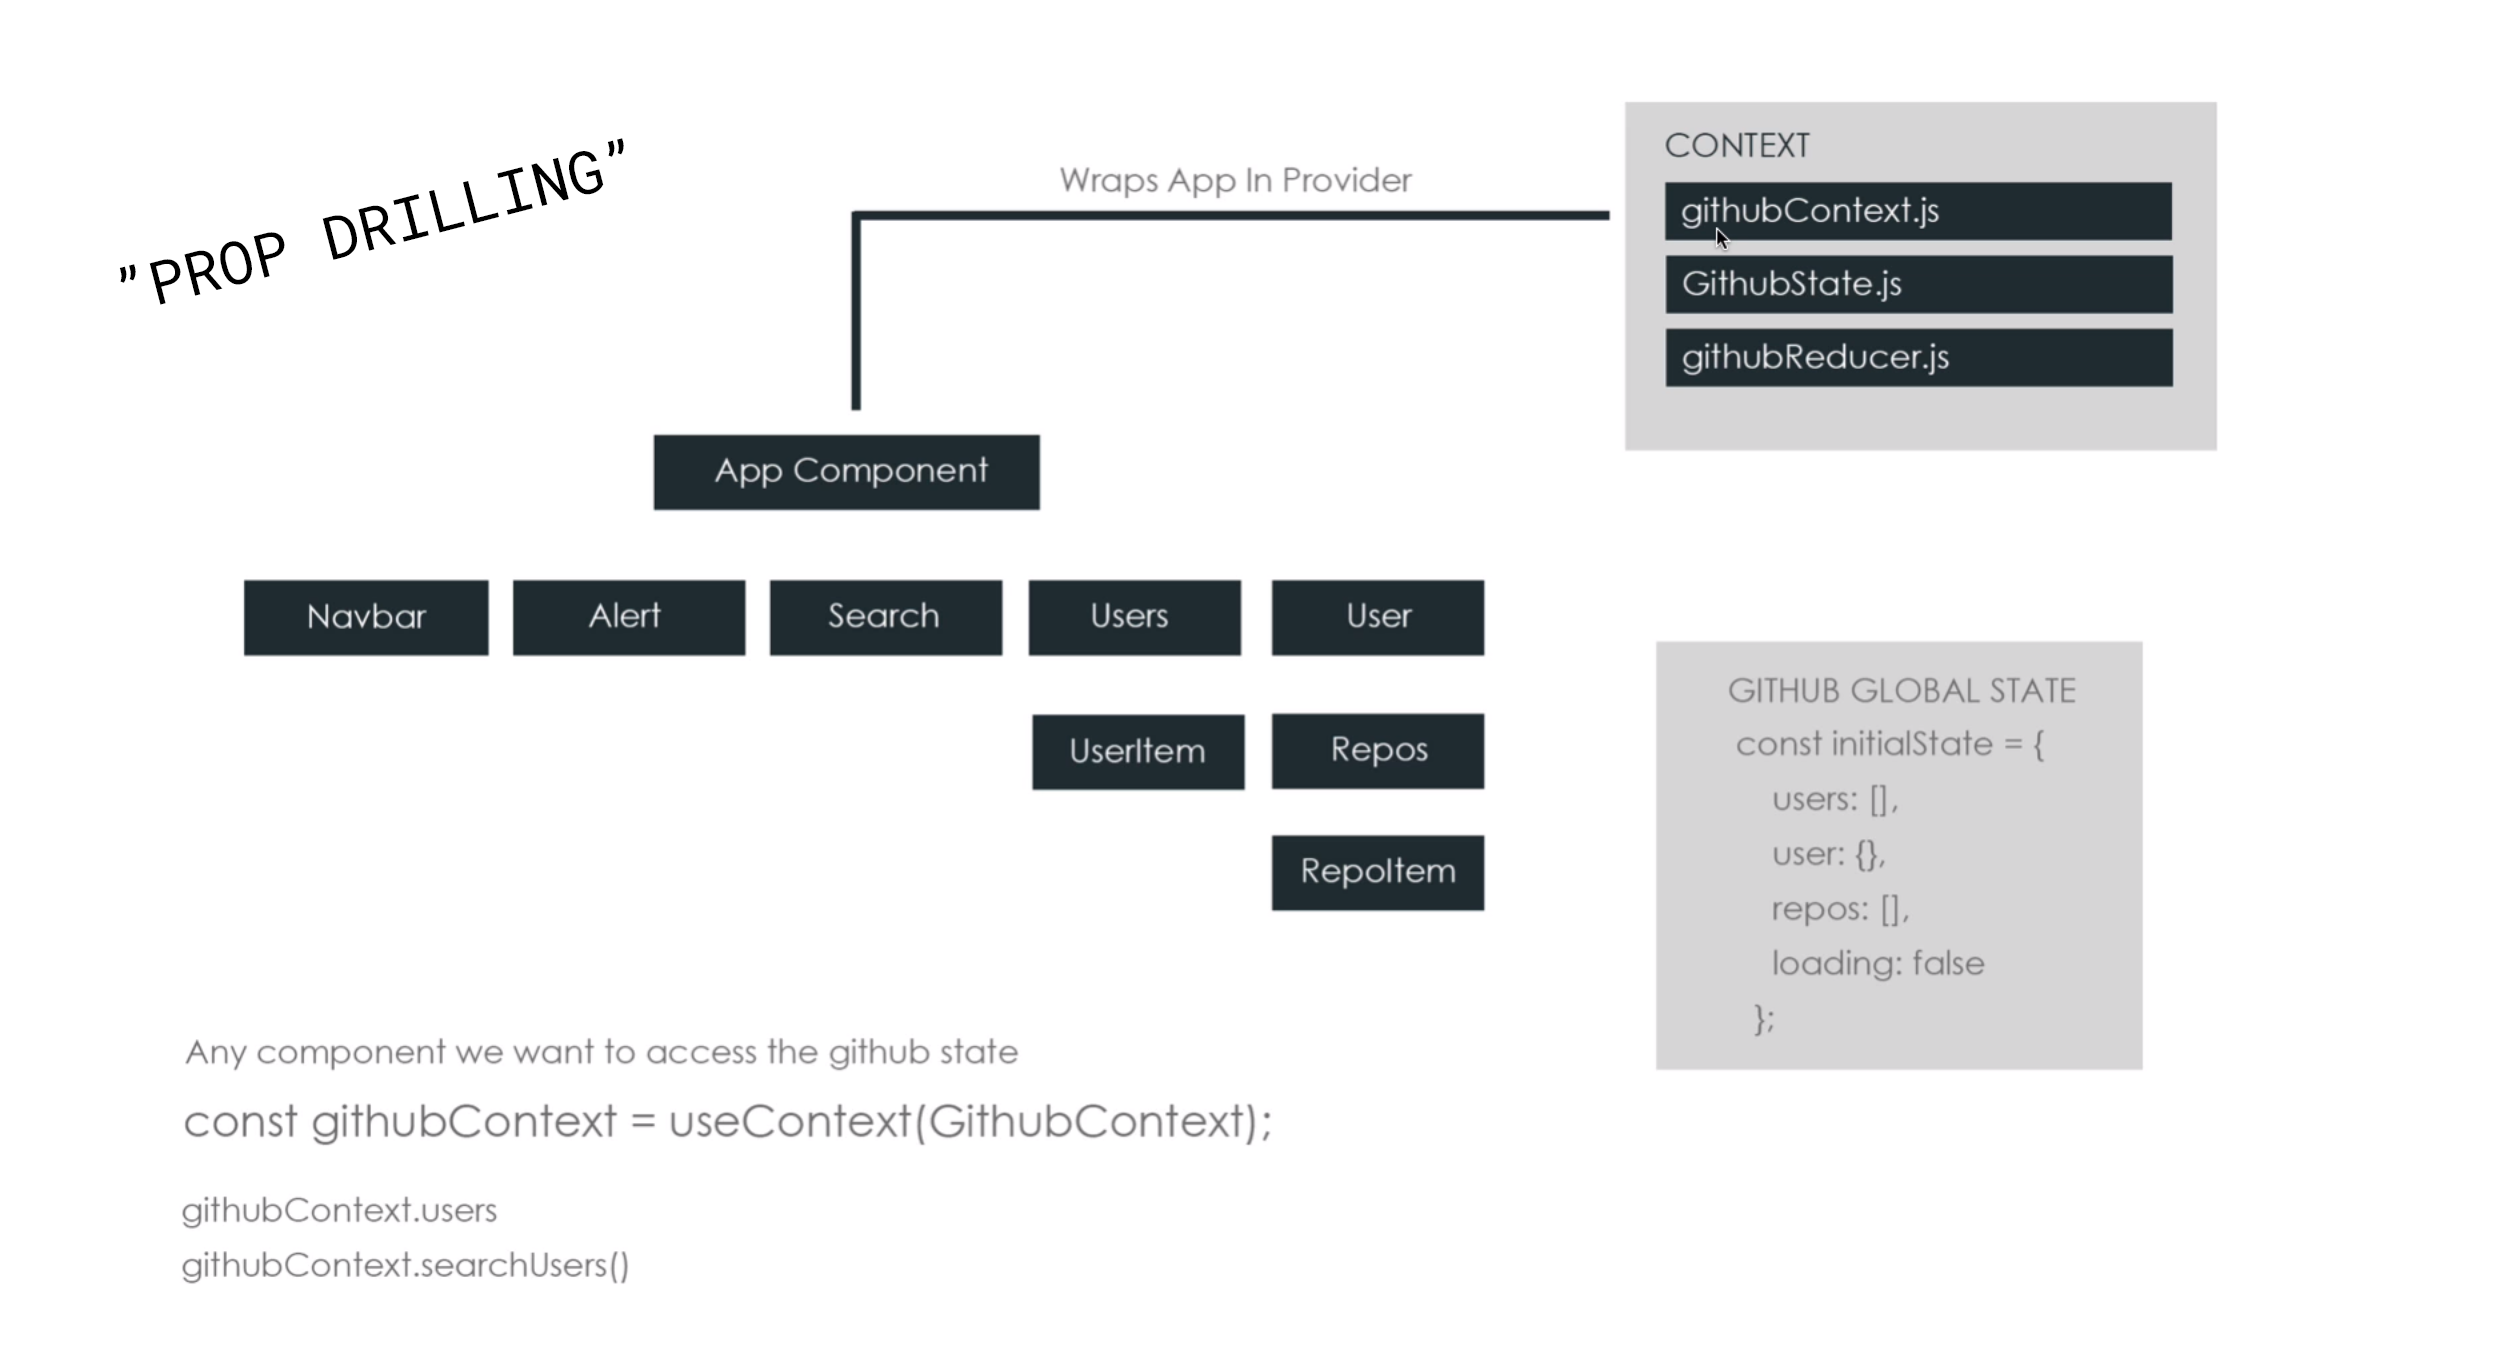 ”PROP DRILLING”
Wraps App In Provider
CONTEXT
githubContext.js
GithubState.js
githubReducer.js
App Component
Navbar
Alert
Search
Users
User
UserItem
Repos
RepoItem
GITHUB GLOBAL STATE
const initialState = {
users: [],
user: {},
repos: [],
loading: false
};
Any component we want to access the github state
const githubContext = useContext(GithubContext);
githubContext.users
githubContext.searchUsers()